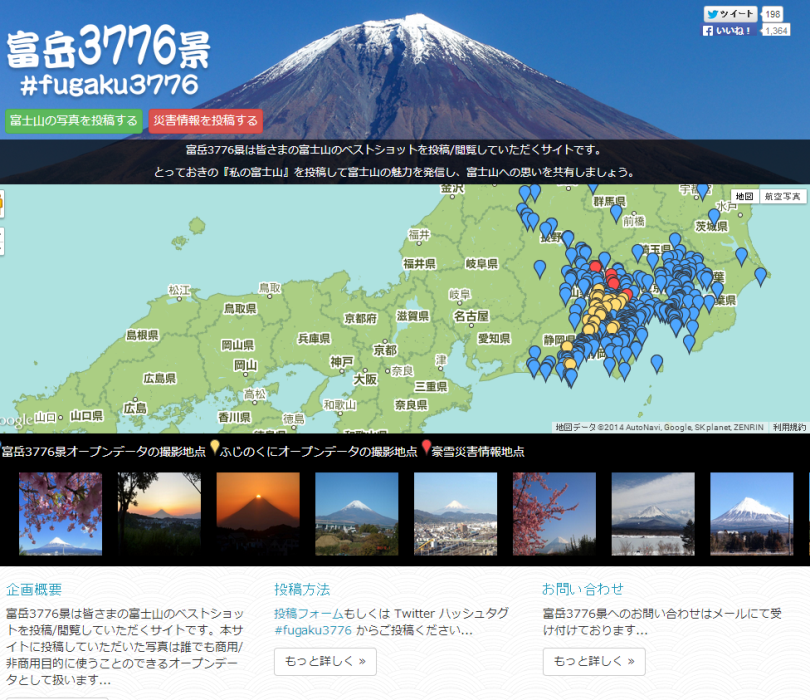 富岳3776景
#fugaku3776
ツイート 198
いいね！ 1,364
富士山の写真を投稿する 災害情報を投稿する
富岳3776景は皆さまの富士山のベストショットを投稿/閲覧していただくサイトです。
とっておきの『私の富士山』を投稿して富士山の魅力を発信し、富士山への思いを共有しましょう。
地図 航空写真
金沢
群馬県
前橋
水戸
茨城県
福井
福井県
岐阜県
松江
鳥取
岐阜
鳥取県
京都府
滋賀県
名古屋
島根県
兵庫県
愛知県
岡山県
京都
静岡県
神戸
岡山
奈良
津
広島県
大阪
三重県
高松
和歌山
奈良県
広島
山口
山口県
香川県
徳島
地図データ ©2014 AutoNavi, Google, SK planet, ZENRIN 利用規約
富岳3776景オープンデータの撮影地点 ふじのくにオープンデータの撮影地点 豪雪災害情報地点
企画概要
富岳3776景は皆さまの富士山のベストショッ
トを投稿/閲覧していただくサイトです。本サ
イトに投稿していただいた写真は誰でも商用/
非商用目的に使うことのできるオープンデー
タとして扱います...
投稿方法
投稿フォームもしくは Twitter ハッシュタグ
#fugaku3776 からご投稿ください...
もっと詳しく »
お問い合わせ
富岳3776景へのお問い合わせはメールにて受
け付けております...
もっと詳しく »